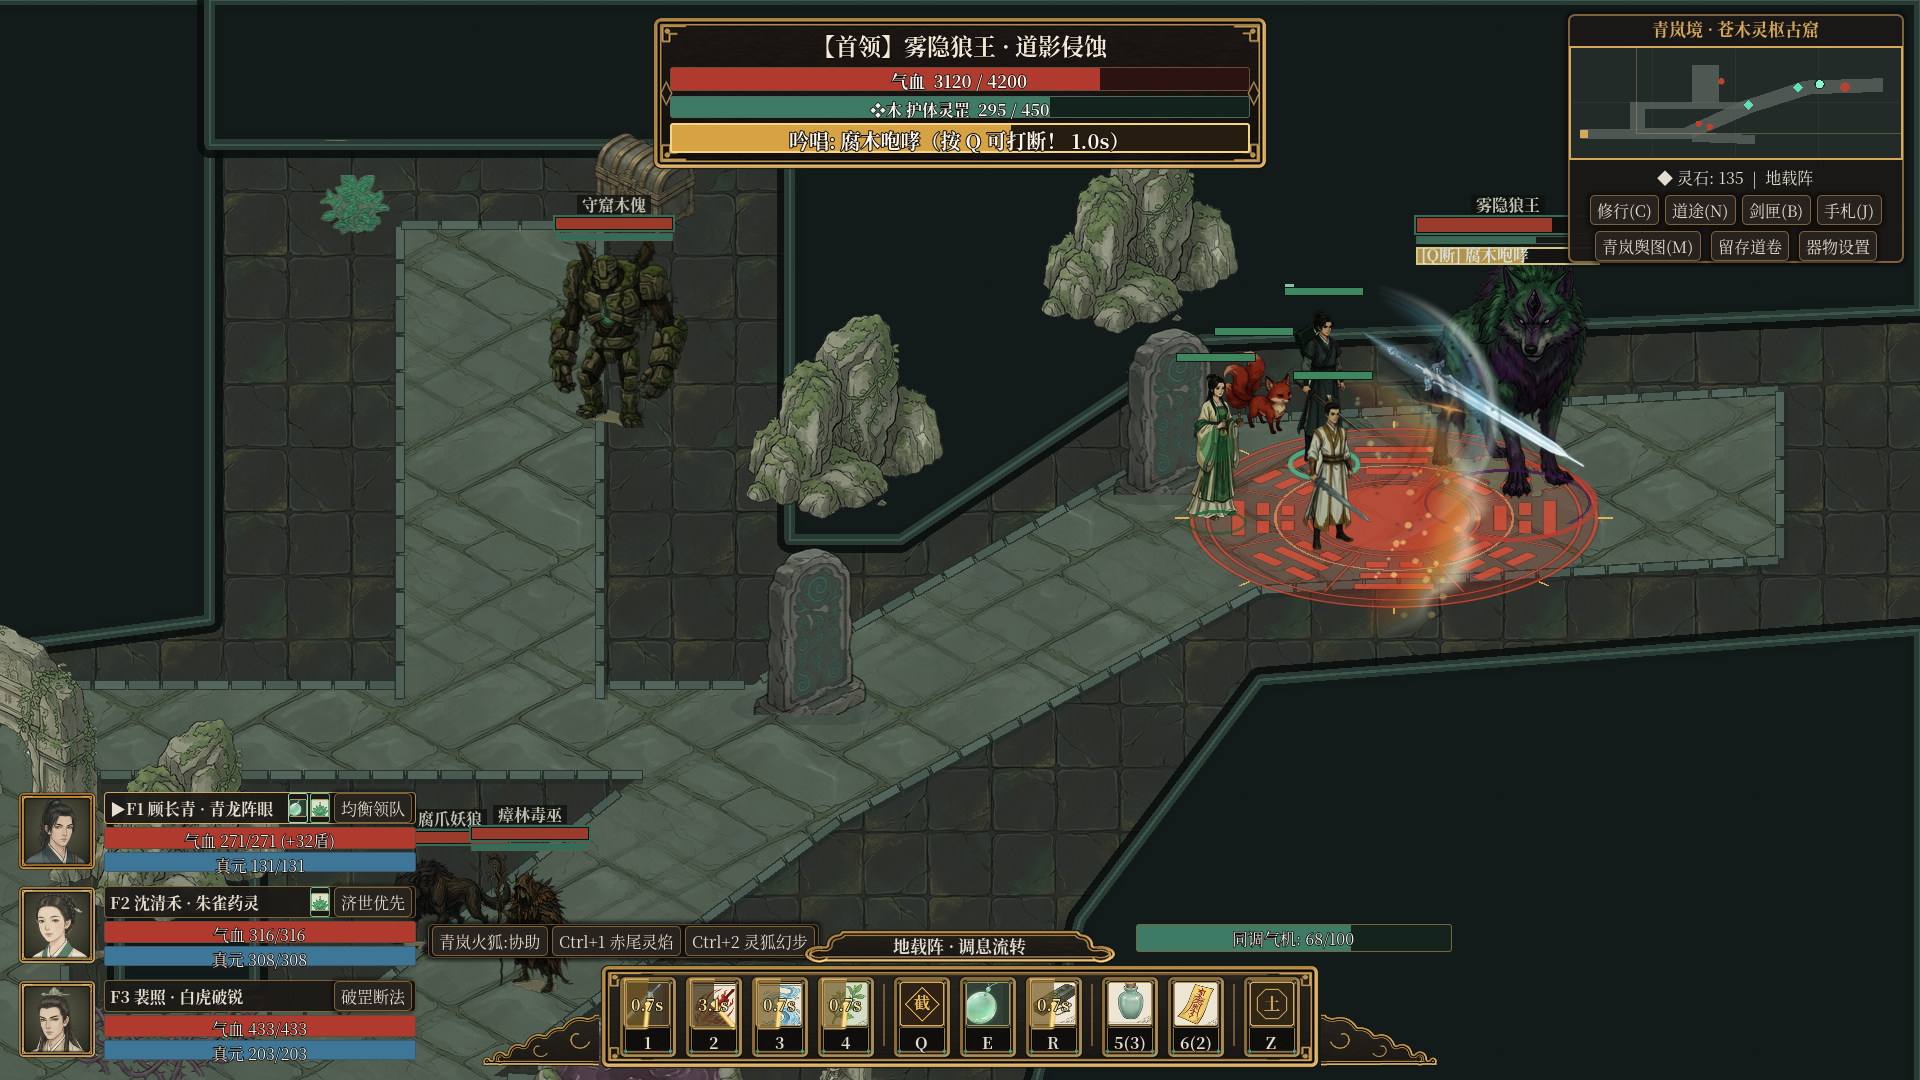 【首领】雾隐狼王 · 道影侵蚀
气血 3120 / 4200
❖木 护体灵罡 295 / 450
吟唱: 腐木咆哮（按 Q 可打断！ 1.0s）
青岚境 · 苍木灵枢古窟
◆ 灵石: 135 ｜ 地载阵
修行(C) 道途(N) 剑匣(B) 手札(J)
青岚舆图(M) 留存道卷 器物设置
守窟木傀
雾隐狼王
[Q断] 腐木咆哮
腐爪妖狼
瘴林毒巫
▶F1 顾长青 · 青龙阵眼 均衡领队
气血 271/271 (+32盾)
真元 131/131
F2 沈清禾 · 朱雀药灵 济世优先
气血 316/316
真元 308/308
F3 裴照 · 白虎破锐 破罡断法
气血 433/433
真元 203/203
青岚火狐:协助 Ctrl+1 赤尾灵焰 Ctrl+2 灵狐幻步
地载阵 · 调息流转
同调气机: 68/100
0.7s 3.1s 0.7s 0.7s 截 0.7s 土
1 2 3 4 Q E R 5(3) 6(2) Z